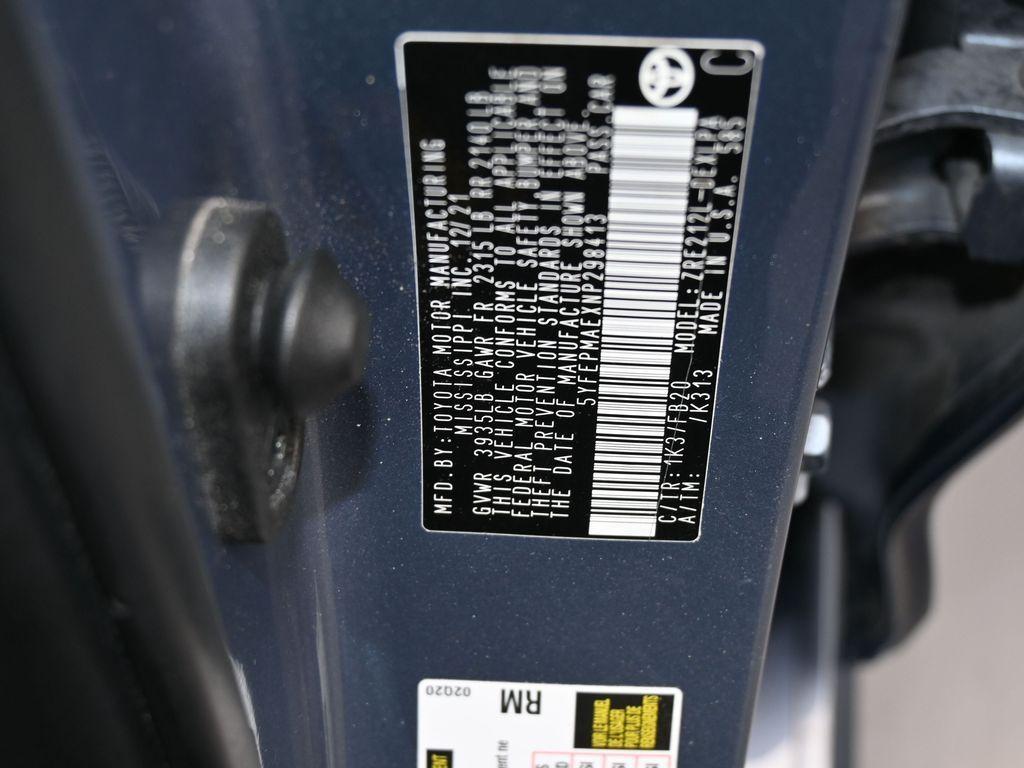 MFD. BY:TOYOTA MOTOR MANUFACTURING
MISSISSIPPI INC. 12/21
GVWR 3935LB GAWR FR 2315LB RR 2140LB
THIS VEHICLE CONFORMS TO ALL APPLICABLE
FEDERAL MOTOR VEHICLE SAFETY BUMPER, AND
THEFT PREVENTION STANDARDS IN EFFECT ON
THE DATE OF MANUFACTURE SHOWN ABOVE.
5YFEPMAEXNP298413 PASS.CAR
C/TR: 1K3/FB20 MODEL: ZRE212L-DEXLPA
A/TM: /K313 MADE IN U.S.A. 585
C
02Q20
RM